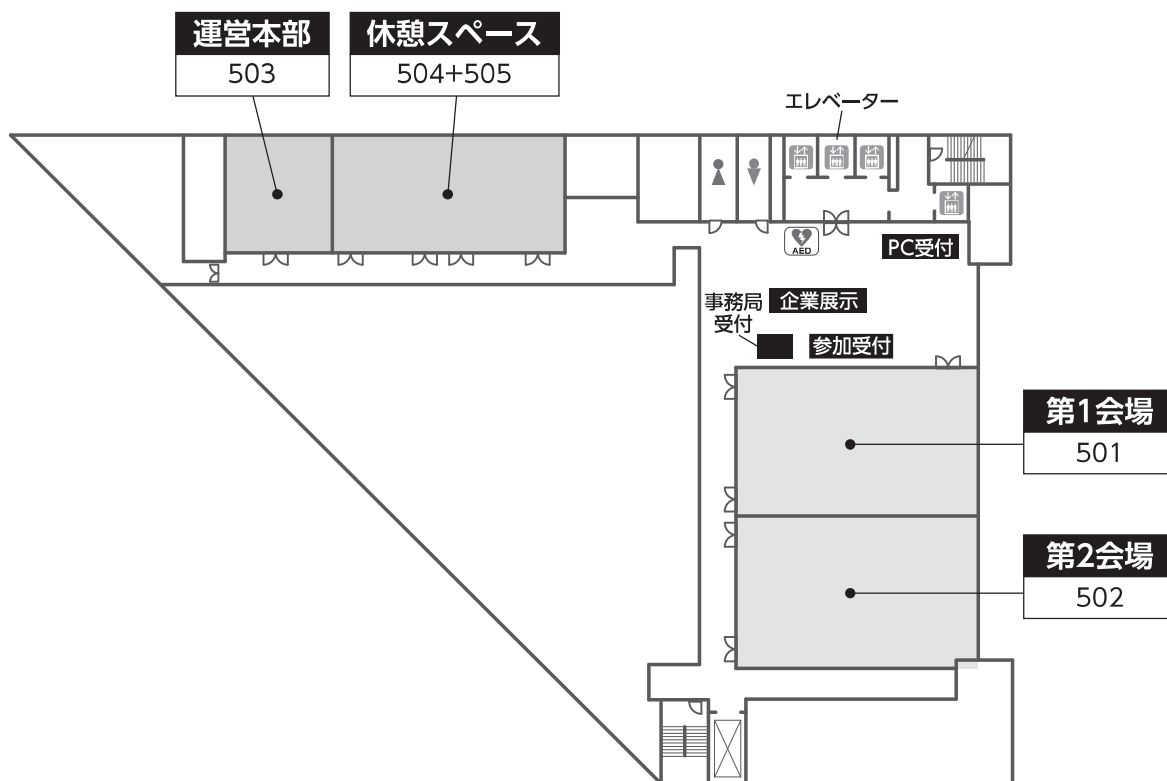 運営本部
503
休憩スペース
504+505
エレベーター
AED
PC受付
事務局
受付
企業展示
参加受付
第1会場
501
第2会場
502